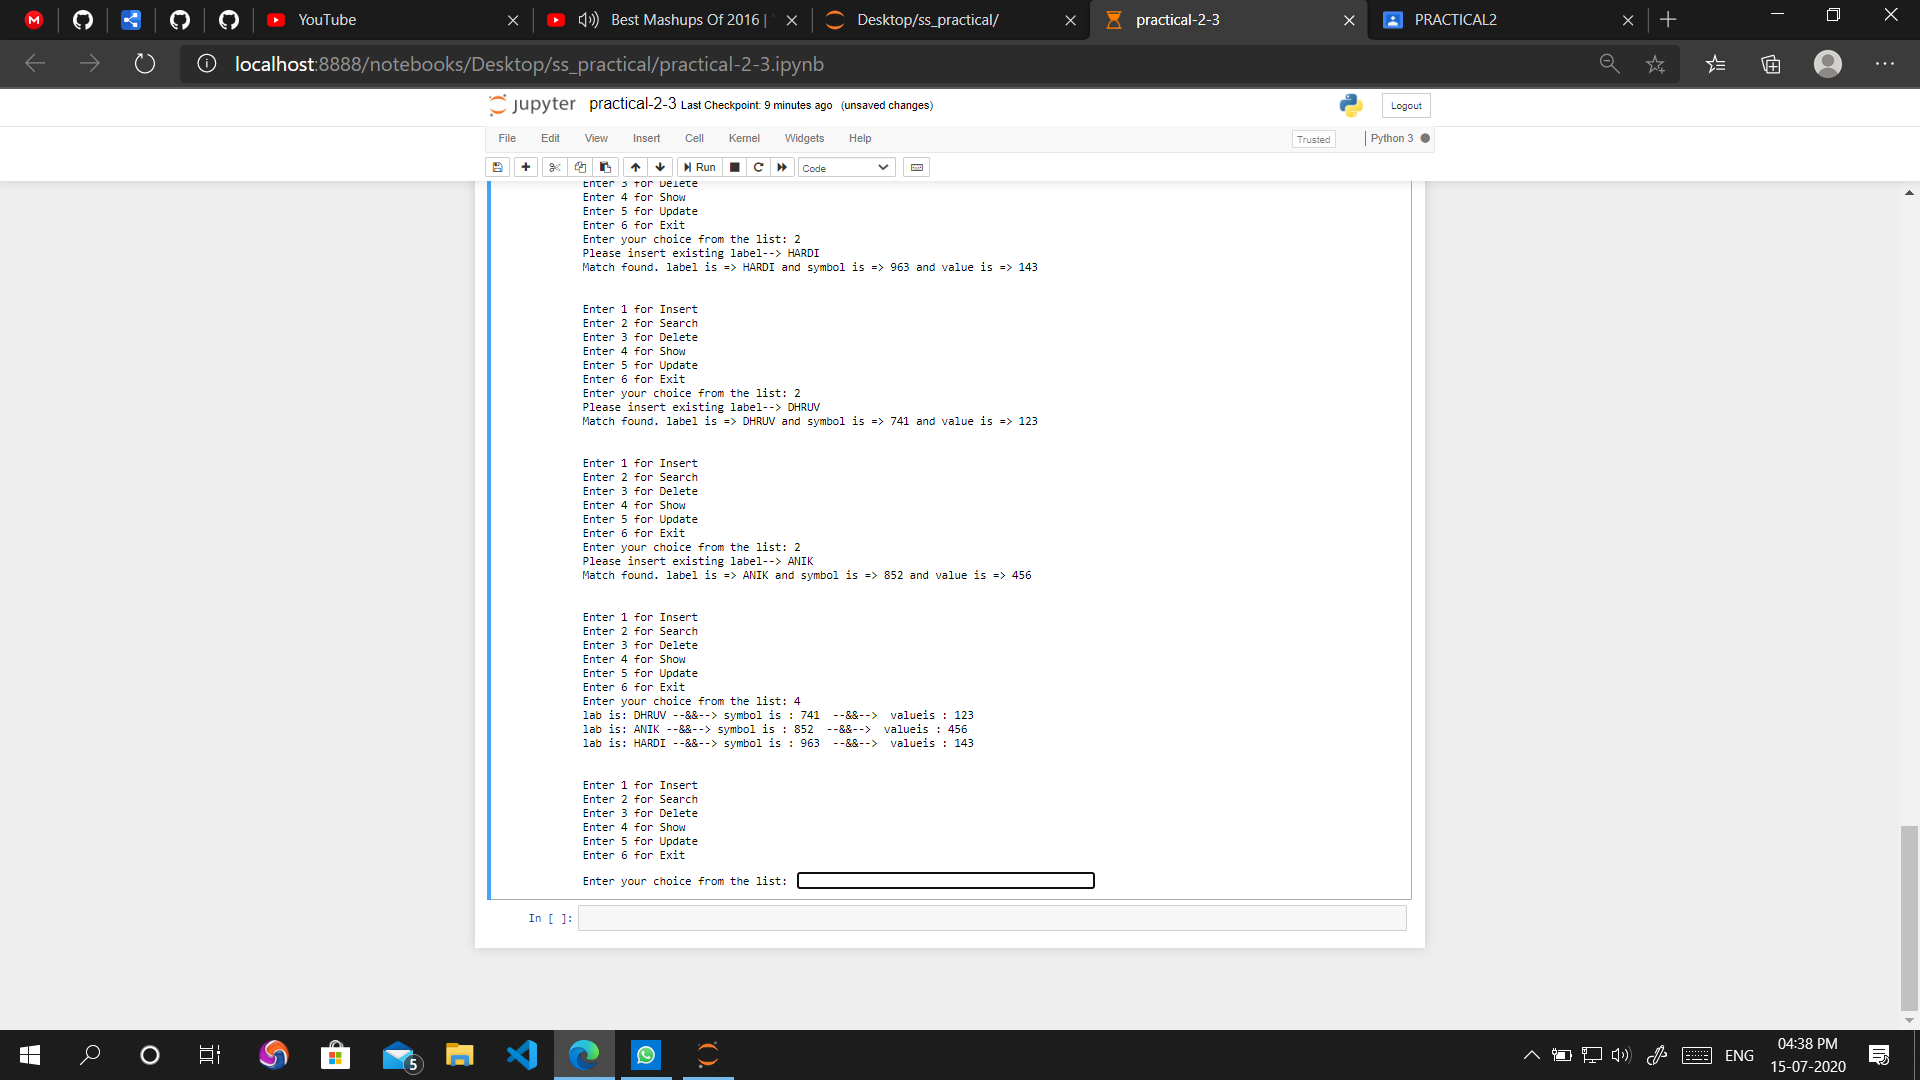 YouTube
Best Mashups Of 2016 |
Desktop/ss_practical/
practical-2-3
PRACTICAL2
localhost:8888/notebooks/Desktop/ss_practical/practical-2-3.ipynb
jupyter practical-2-3 Last Checkpoint: 9 minutes ago (unsaved changes)
Logout
File Edit View Insert Cell Kernel Widgets Help
Trusted
Python 3
Run
Code
Enter 3 for Delete
Enter 4 for Show
Enter 5 for Update
Enter 6 for Exit
Enter your choice from the list: 2
Please insert existing label--> HARDI
Match found. label is => HARDI and symbol is => 963 and value is => 143
Enter 1 for Insert
Enter 2 for Search
Enter 3 for Delete
Enter 4 for Show
Enter 5 for Update
Enter 6 for Exit
Enter your choice from the list: 2
Please insert existing label--> DHRUV
Match found. label is => DHRUV and symbol is => 741 and value is => 123
Enter 1 for Insert
Enter 2 for Search
Enter 3 for Delete
Enter 4 for Show
Enter 5 for Update
Enter 6 for Exit
Enter your choice from the list: 2
Please insert existing label--> ANIK
Match found. label is => ANIK and symbol is => 852 and value is => 456
Enter 1 for Insert
Enter 2 for Search
Enter 3 for Delete
Enter 4 for Show
Enter 5 for Update
Enter 6 for Exit
Enter your choice from the list: 4
lab is: DHRUV --&&--> symbol is : 741  --&&-->  valueis : 123
lab is: ANIK --&&--> symbol is : 852  --&&-->  valueis : 456
lab is: HARDI --&&--> symbol is : 963  --&&-->  valueis : 143
Enter 1 for Insert
Enter 2 for Search
Enter 3 for Delete
Enter 4 for Show
Enter 5 for Update
Enter 6 for Exit
Enter your choice from the list:
In [ ]:
5
ENG
04:38 PM
15-07-2020